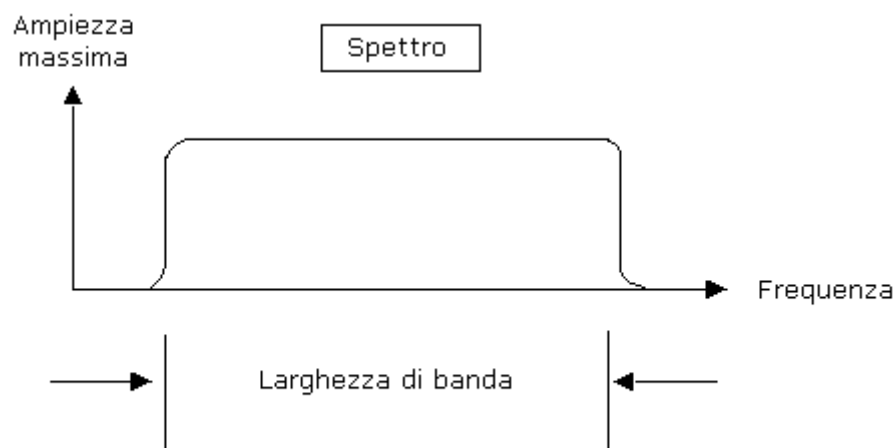 Ampiezza
massima
Spettro
Frequenza
Larghezza di banda